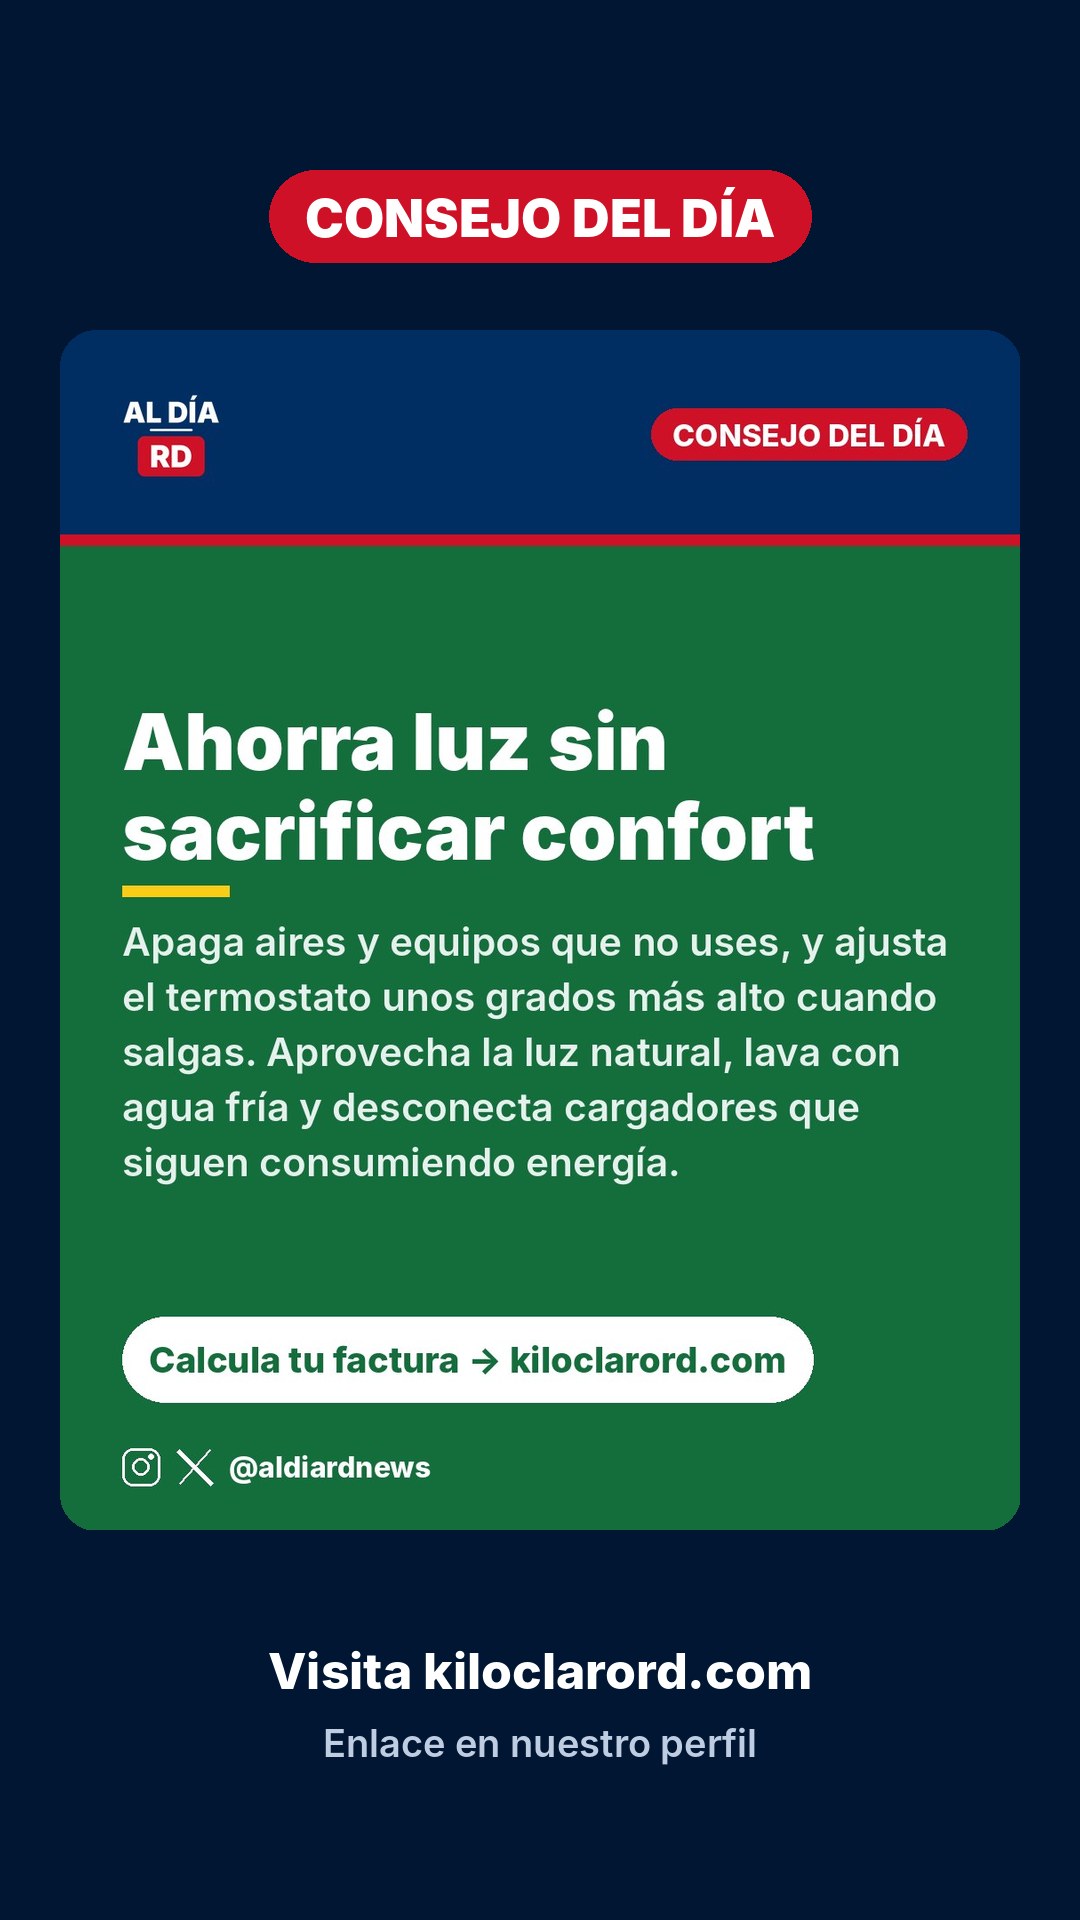 CONSEJO DEL DÍA
AL DÍA
RD
CONSEJO DEL DÍA
Ahorra luz sin
sacrificar confort
Apaga aires y equipos que no uses, y ajusta
el termostato unos grados más alto cuando
salgas. Aprovecha la luz natural, lava con
agua fría y desconecta cargadores que
siguen consumiendo energía.
Calcula tu factura → kiloclarord.com
@aldiardnews
Visita kiloclarord.com
Enlace en nuestro perfil